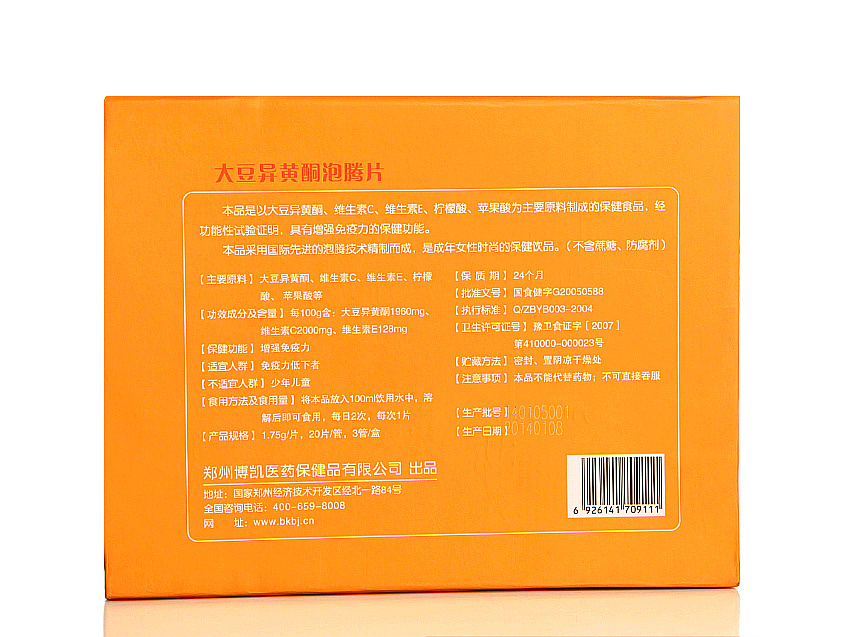 大豆异黄酮泡腾片
本品是以大豆异黄酮、维生素C、维生素E、柠檬酸、苹果酸为主要原料制成的保健食品，经
功能性试验证明，具有增强免疫力的保健功能。
本品采用国际先进的泡腾技术精制而成，是成年女性时尚的保健饮品。（不含蔗糖、防腐剂）
【主要原料】大豆异黄酮、维生素C、维生素E、柠檬
酸、苹果酸等
【功效成分及含量】每100g含：大豆异黄酮1960mg、
维生素C2000mg、维生素E128mg
【保健功能】增强免疫力
【适宜人群】免疫力低下者
【不适宜人群】少年儿童
【食用方法及食用量】将本品放入100ml饮用水中，溶
解后即可食用，每日2次，每次1片
【产品规格】1.75g/片，20片/管，3管/盒
【保 质 期】24个月
【批准文号】国食健字G20050588
【执行标准】Q/ZBYB003-2004
【卫生许可证号】豫卫食证字［2007］
第410000-000023号
【贮藏方法】密封、置阴凉干燥处
【注意事项】本品不能代替药物；不可直接吞服
【生产批号】40105001
【生产日期】20140108
郑州博凯医药保健品有限公司 出品
地址：国家郑州经济技术开发区经北一路84号
全国咨询电话：400-659-8008
网 址：www.bkbj.cn
6 926141 709111